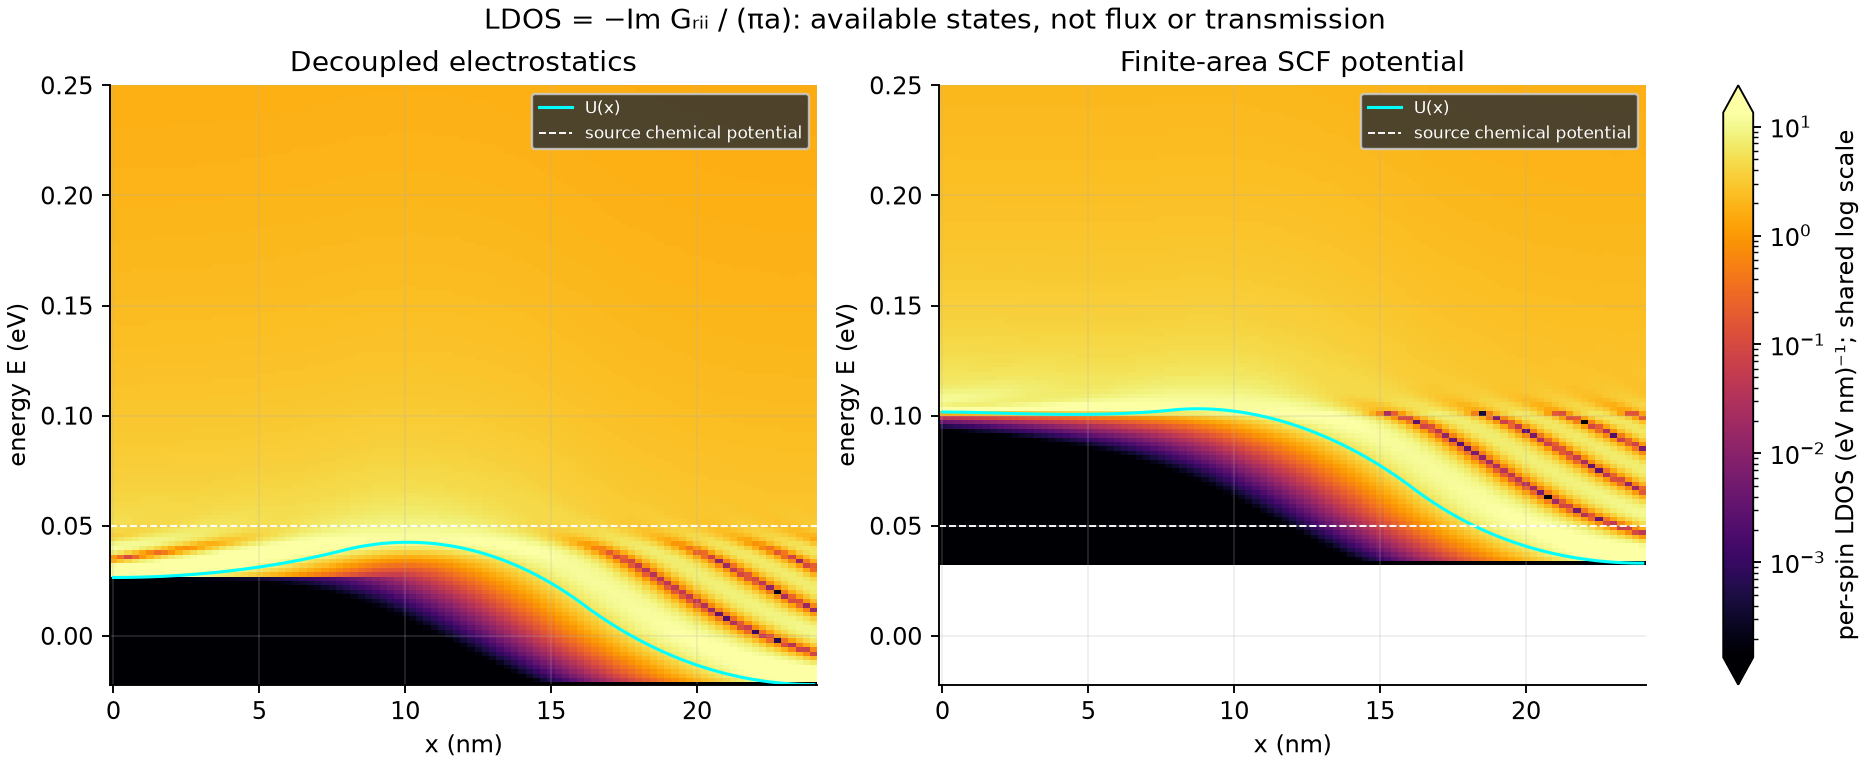 LDOS = −Im Gᵣᵢᵢ / (πa): available states, not flux or transmission
Decoupled electrostatics
0.25
0.20
0.15
0.10
0.05
0.00
energy E (eV)
U(x)
source chemical potential
0
5
10
15
20
x (nm)
Finite-area SCF potential
0.25
0.20
0.15
0.10
0.05
0.00
energy E (eV)
U(x)
source chemical potential
0
5
10
15
20
x (nm)
10¹
10⁰
10⁻¹
10⁻²
10⁻³
per-spin LDOS (eV nm)⁻¹; shared log scale